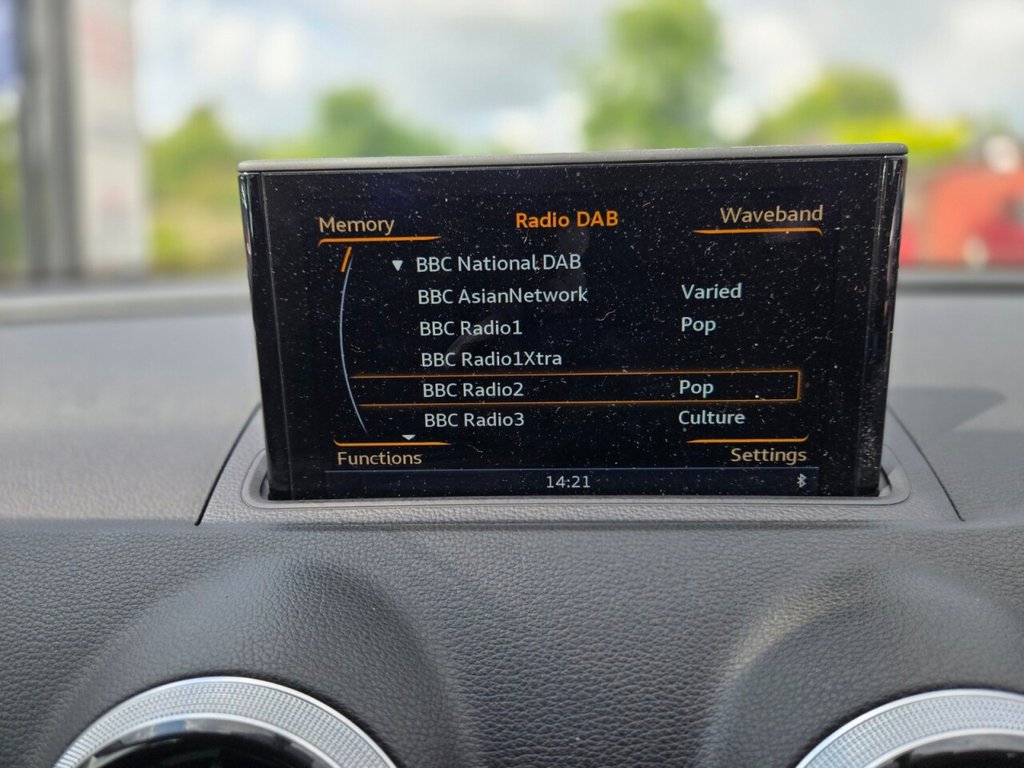 Memory Radio DAB Waveband
BBC National DAB
BBC AsianNetwork Varied
BBC Radio1 Pop
BBC Radio1Xtra
BBC Radio2 Pop
BBC Radio3 Culture
Functions Settings
14:21